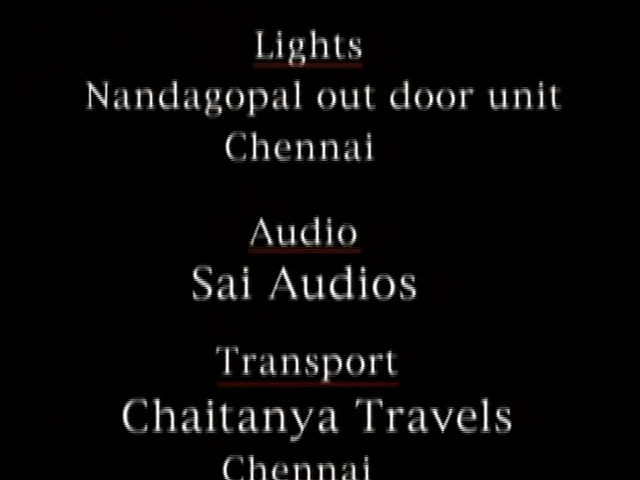 Lights
Nandagopal out door unit
Chennai
Audio
Sai Audios
Transport
Chaitanya Travels
Chennai